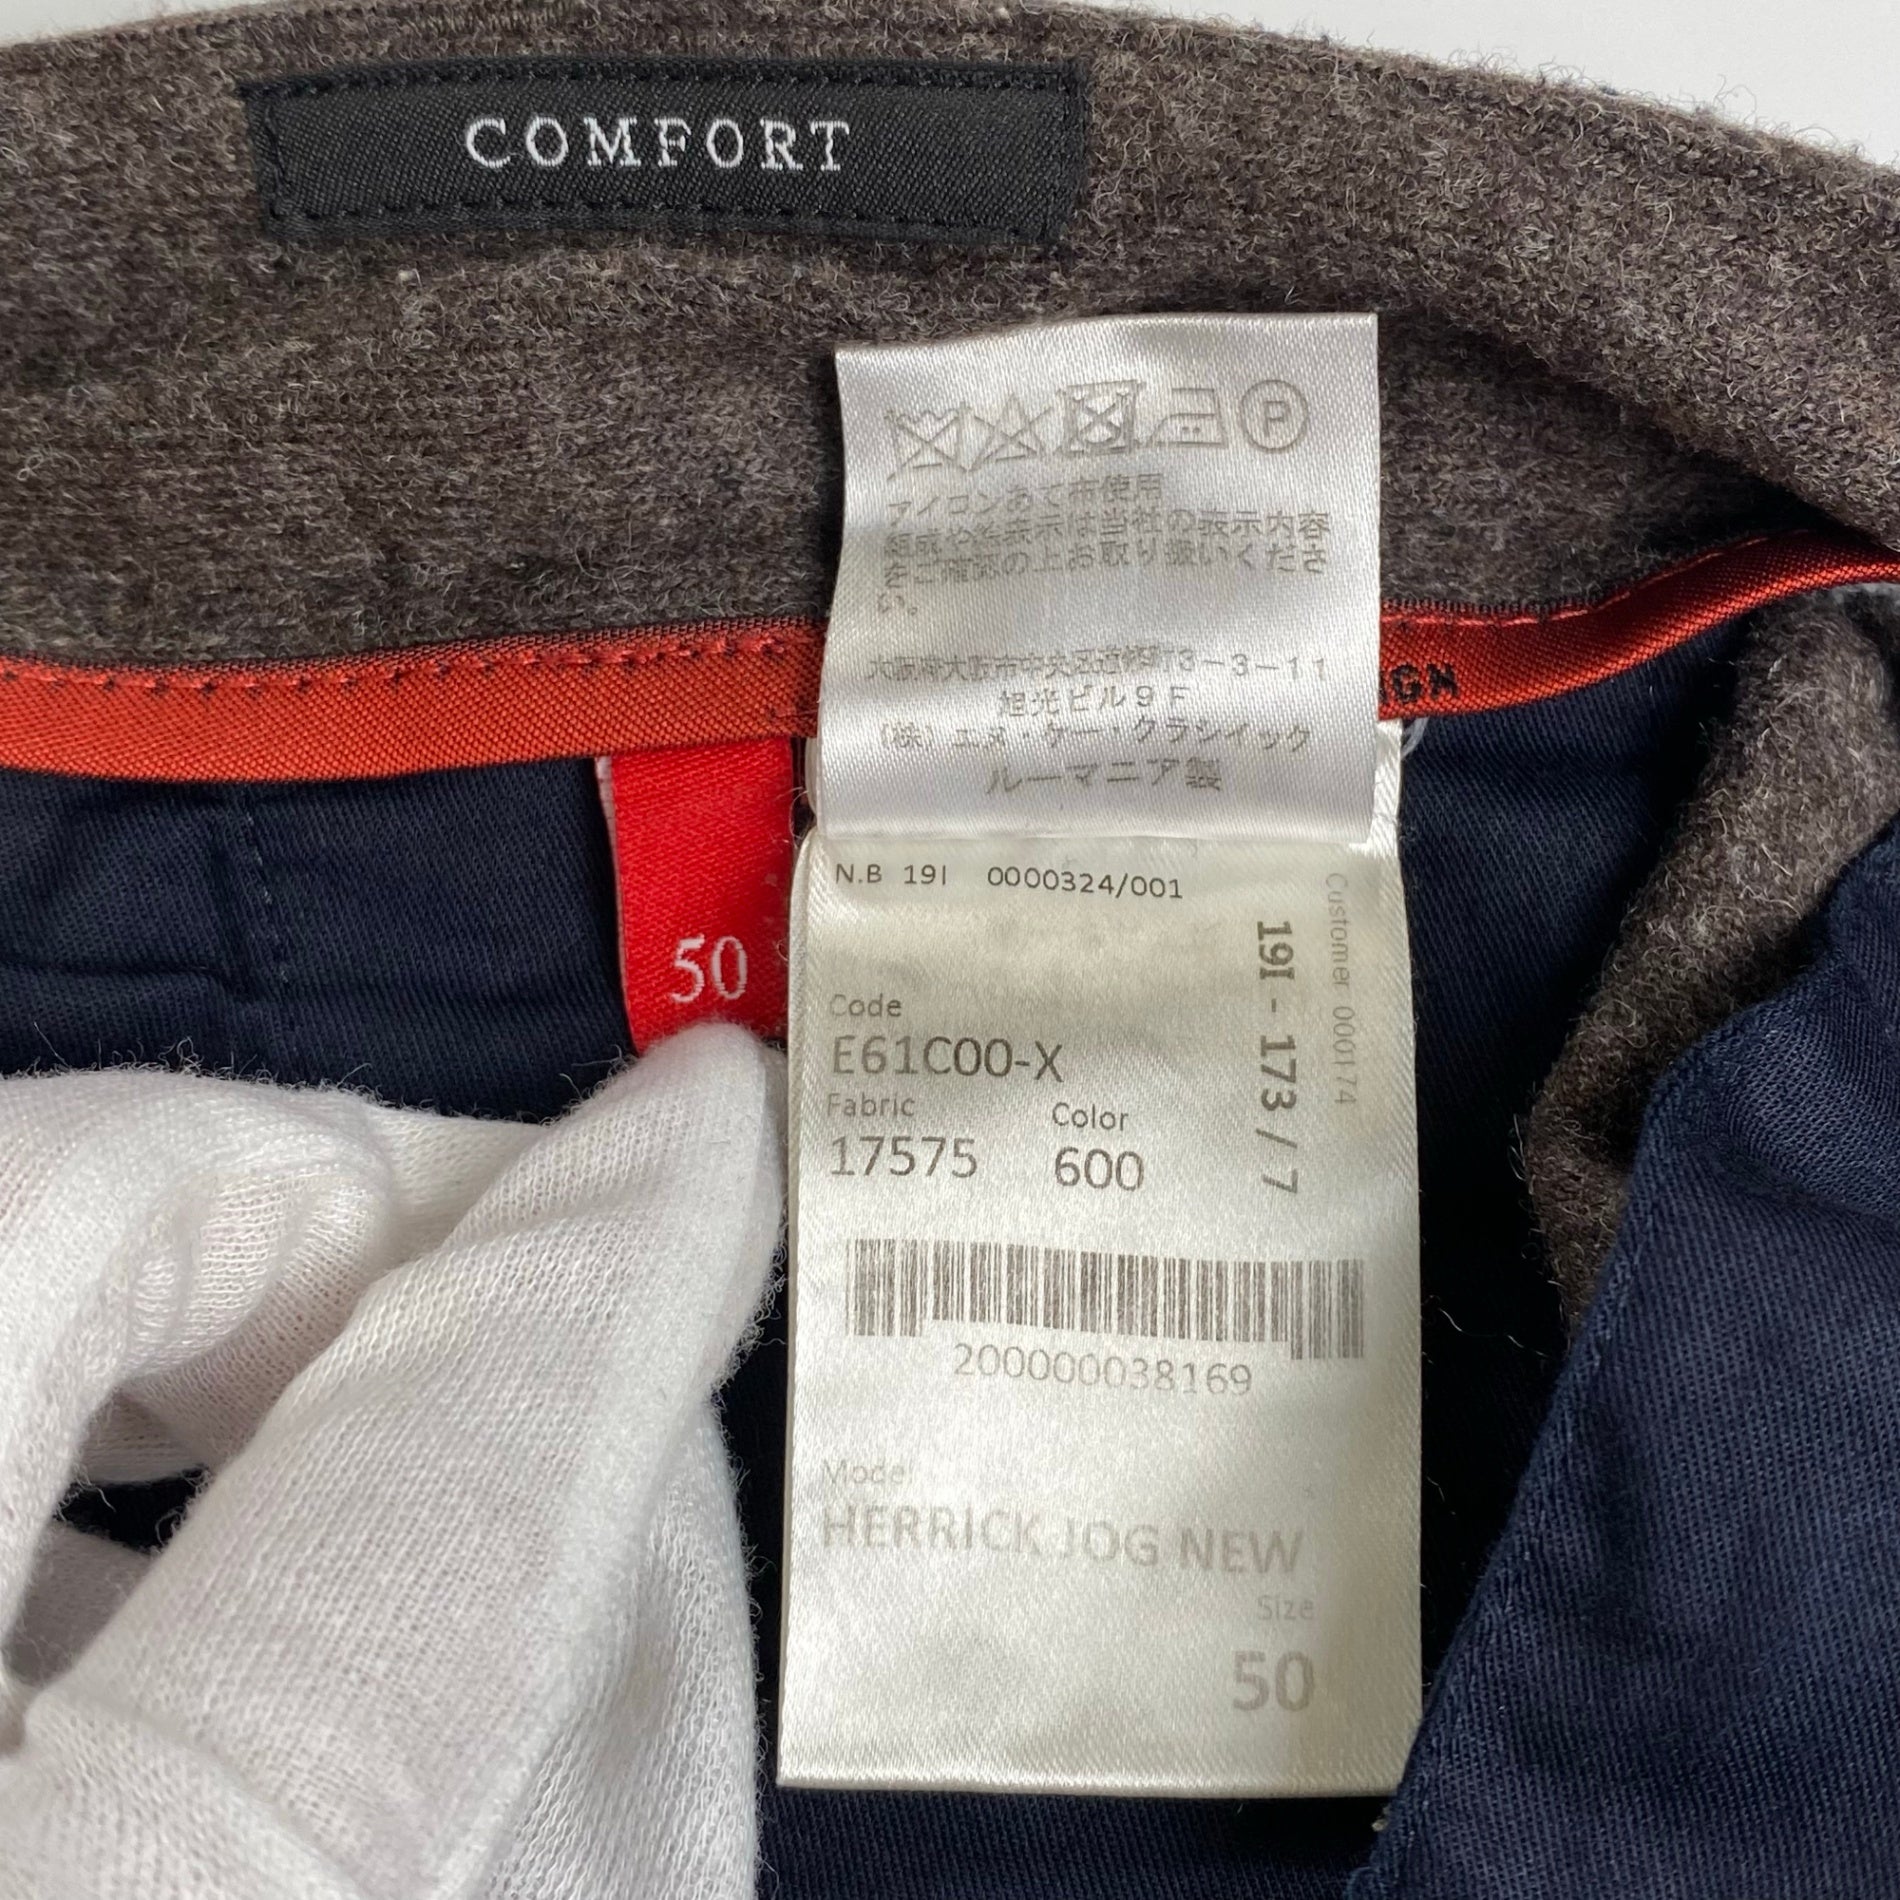 COMFORT
P
アイロンあて布使用
組成や絵表示は当社の表示内容
をご確認の上お取り扱いくださ
い。
大阪府大阪市中央区道修町3-3-11
旭光ビル9F
(株)エメ・ケー・クラシイック
ルーマニア製
IGN
50
N.B 19I 0000324/001
Customer 000174
19I - 173 / 7
Code
E61C00-X
Fabric Color
17575 600
200000038169
Model
HERRICK JOG NEW
Size
50